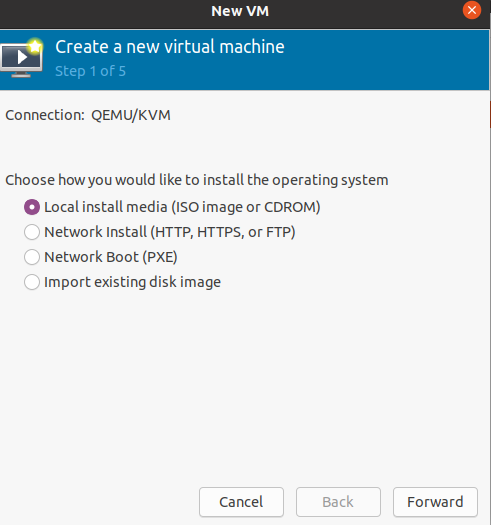 New VM
Create a new virtual machine
Step 1 of 5
Connection: QEMU/KVM
Choose how you would like to install the operating system
Local install media (ISO image or CDROM)
Network Install (HTTP, HTTPS, or FTP)
Network Boot (PXE)
Import existing disk image
Cancel Back Forward